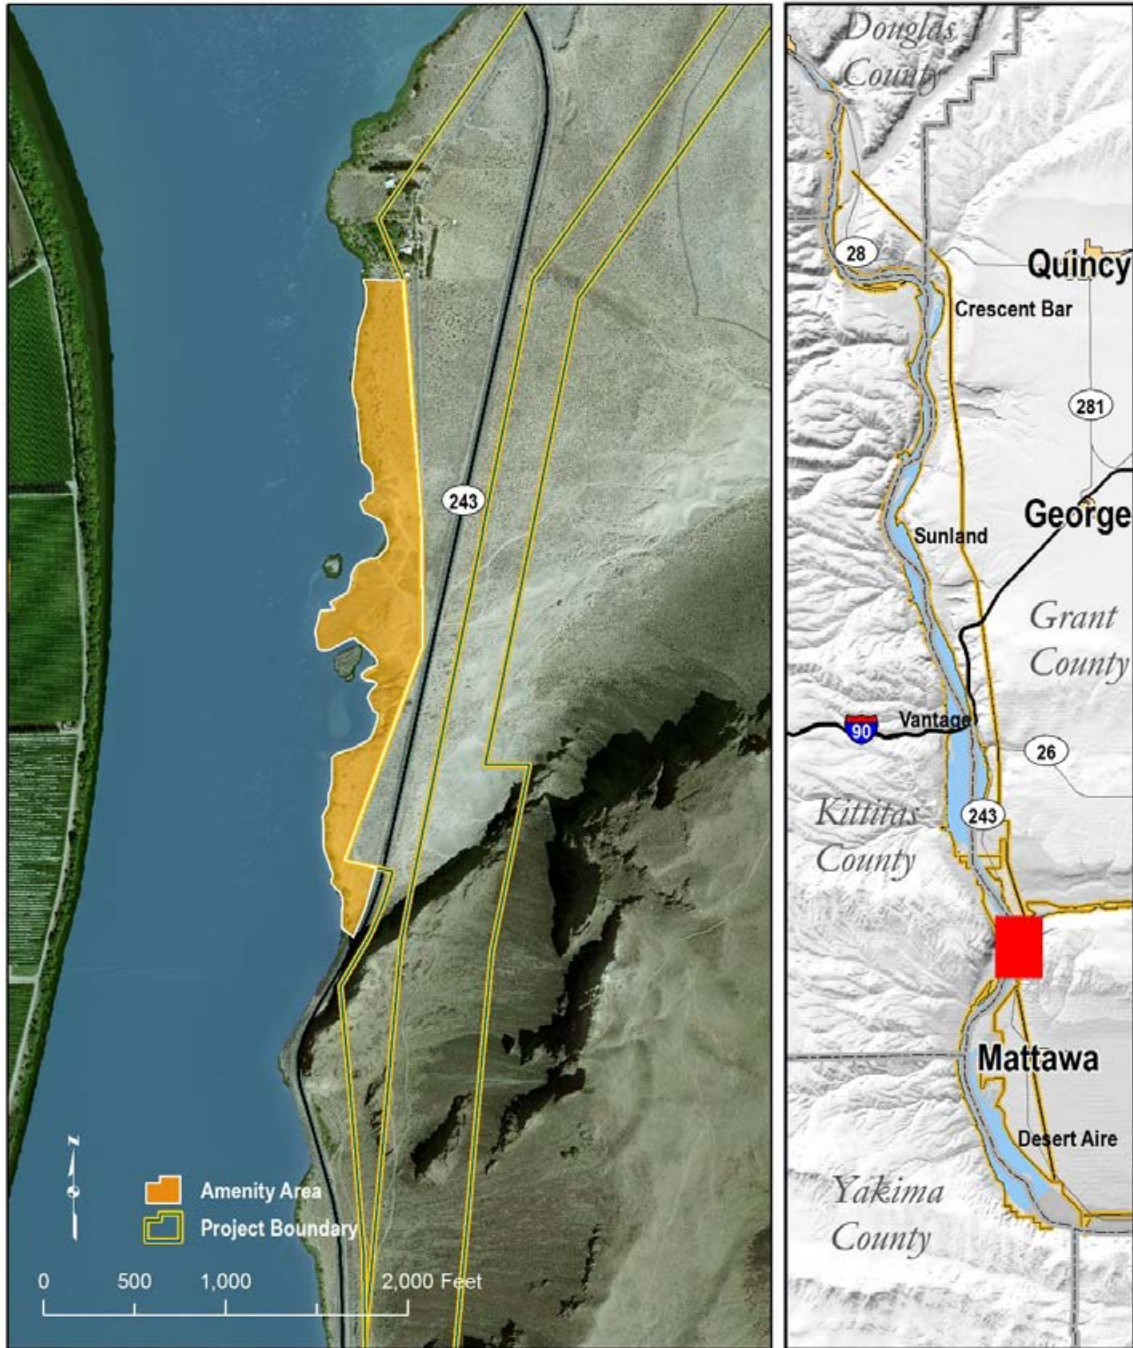 243
N
Amenity Area
Project Boundary
0 500 1,000 2,000 Feet
Douglas
County
28
Quincy
Crescent Bar
281
George
Sunland
Grant
County
Vantage
90
26
243
Kittitas
County
Mattawa
Desert Aire
Yakima
County